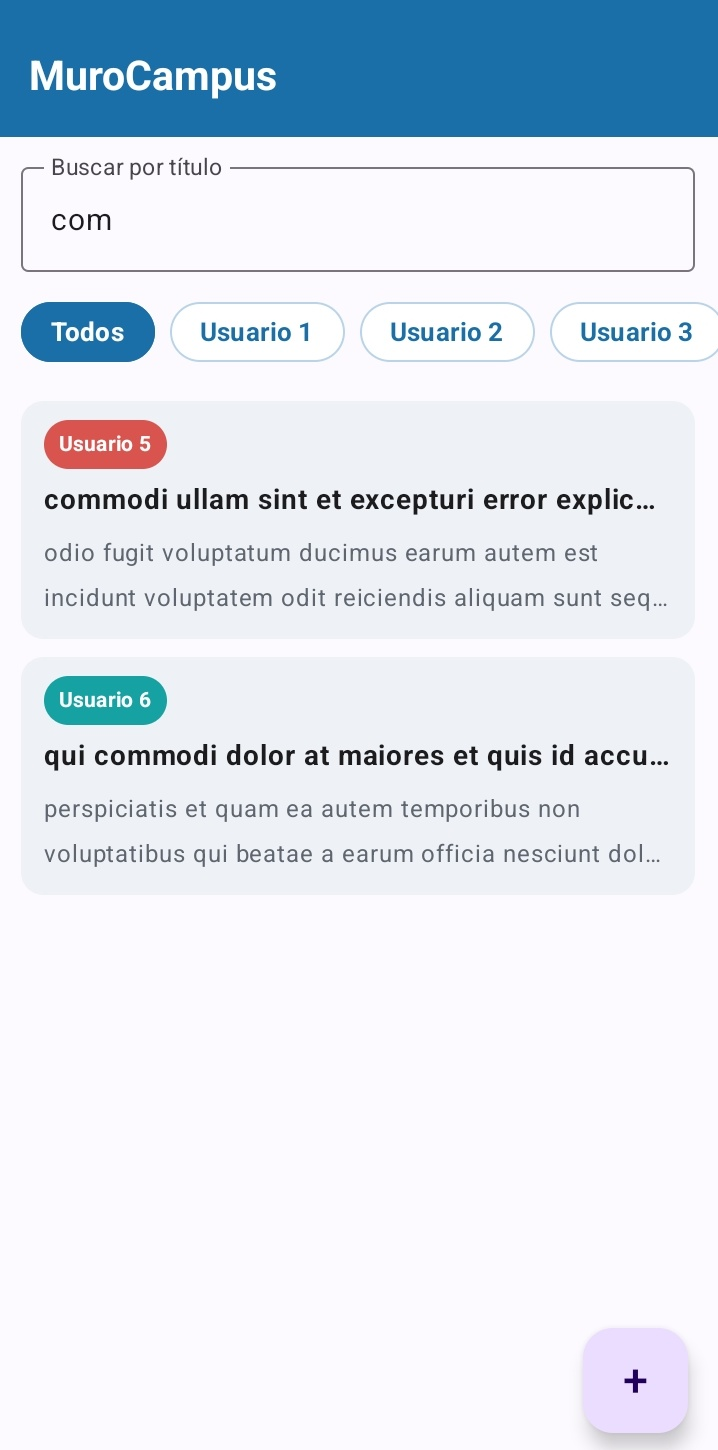 MuroCampus
Buscar por título
com
Todos
Usuario 1
Usuario 2
Usuario 3
Usuario 5
commodi ullam sint et excepturi error explic…
odio fugit voluptatum ducimus earum autem est
incidunt voluptatem odit reiciendis aliquam sunt seq…
Usuario 6
qui commodi dolor at maiores et quis id accu…
perspiciatis et quam ea autem temporibus non
voluptatibus qui beatae a earum officia nesciunt dol…
+